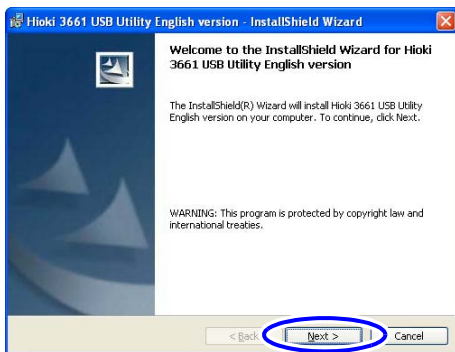 Hioki 3661 USB Utility English version - InstallShield Wizard
Welcome to the InstallShield Wizard for Hioki
3661 USB Utility English version
The InstallShield(R) Wizard will install Hioki 3661 USB Utility
English version on your computer. To continue, click Next.
WARNING: This program is protected by copyright law and
international treaties.
< Back
Next >
Cancel